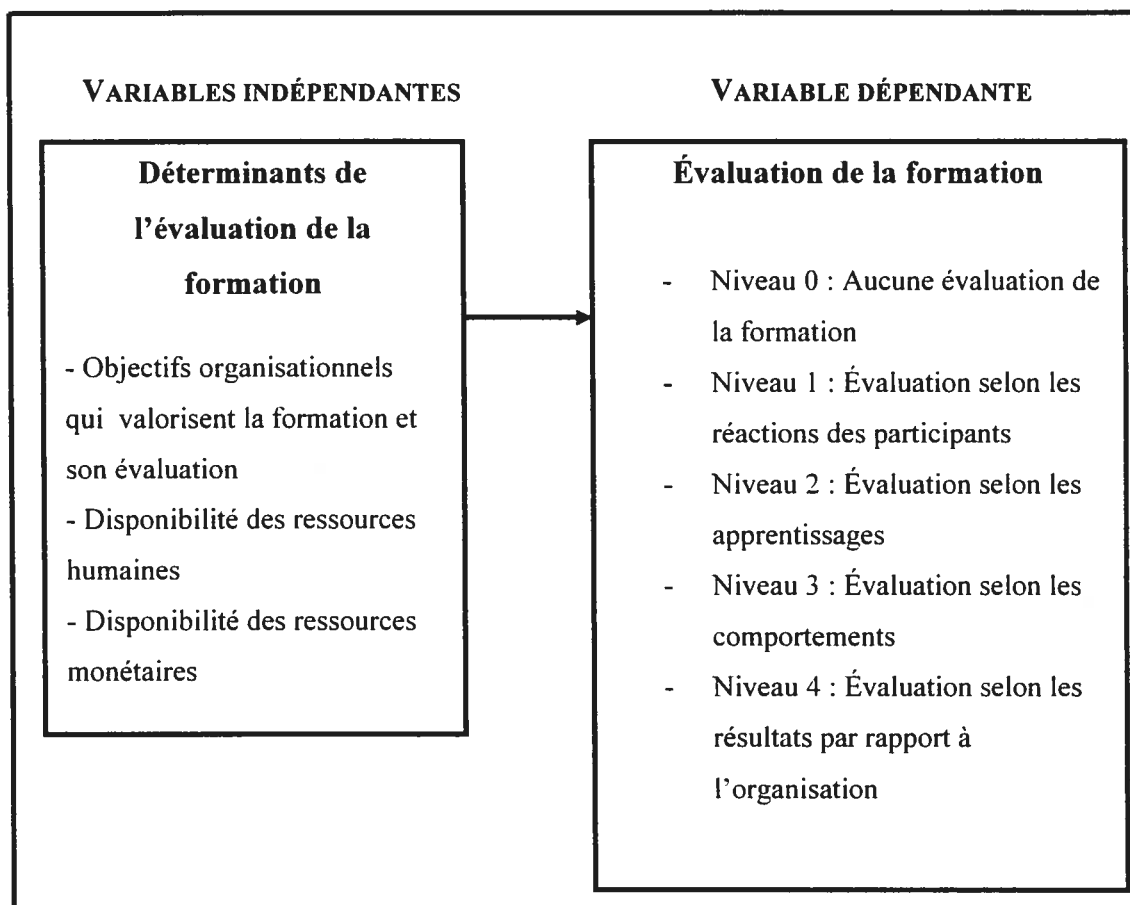 VARIABLES INDÉPENDANTES
Déterminants de
l'évaluation de la
formation
- Objectifs organisationnels
qui valorisent la formation et
son évaluation
- Disponibilité des ressources
humaines
- Disponibilité des ressources
monétaires
VARIABLE DÉPENDANTE
Évaluation de la formation
- Niveau 0 : Aucune évaluation de
la formation
- Niveau 1 : Évaluation selon les
réactions des participants
- Niveau 2 : Évaluation selon les
apprentissages
- Niveau 3 : Évaluation selon les
comportements
- Niveau 4 : Évaluation selon les
résultats par rapport à
l'organisation